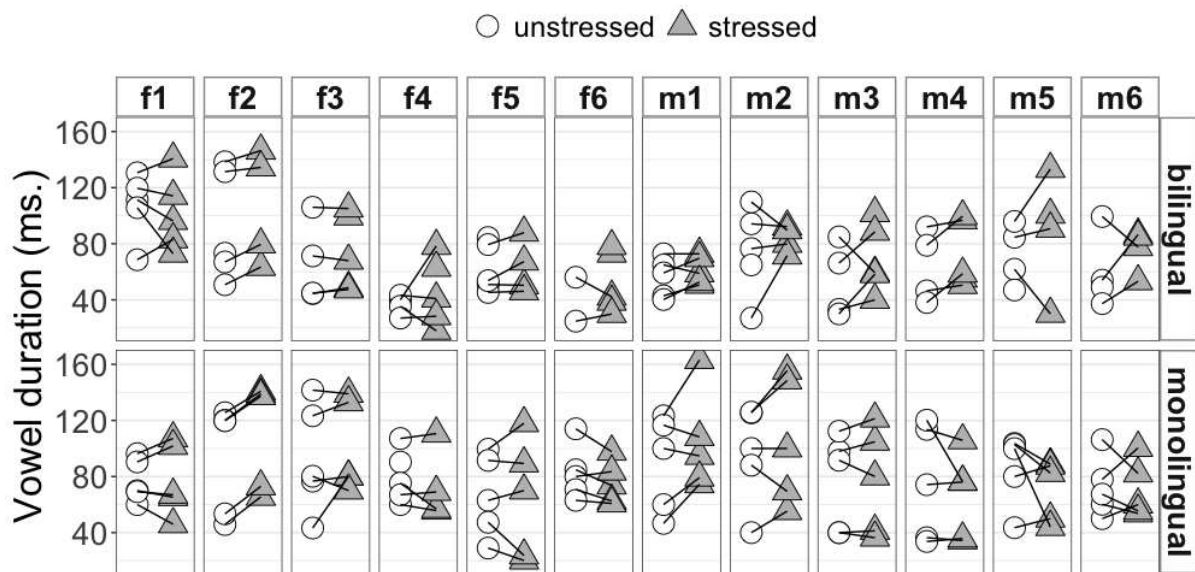 unstressed stressed
f1 f2 f3 f4 f5 f6 m1 m2 m3 m4 m5 m6
Vowel duration (ms.)
160
120
80
40
bilingual
160
120
80
40
monolingual